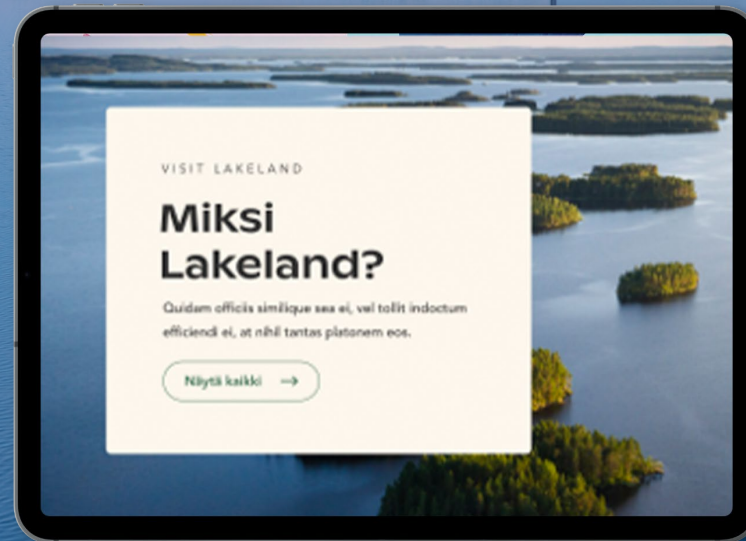 VISIT LAKELAND
Miksi
Lakeland?
Quidam officiis similique sea ei, vel tollit indoctum
efficiendi ei, at nihil tantas platonem eos.
Näytä kaikki